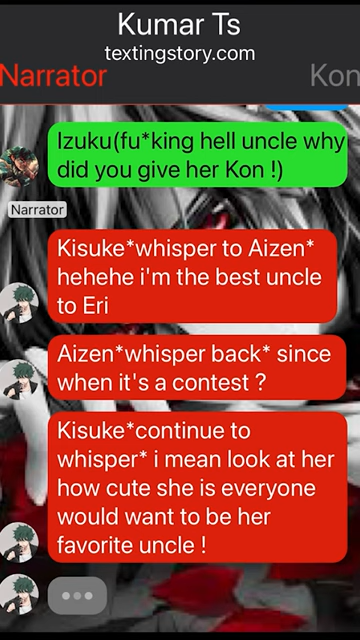 Kumar Ts
textingstory.com
Narrator
Kon
Izuku(fu*king hell uncle why
did you give her Kon !)
Narrator
Kisuke*whisper to Aizen*
hehehe i'm the best uncle
to Eri
Aizen*whisper back* since
when it's a contest ?
Kisuke*continue to
whisper* i mean look at her
how cute she is everyone
would want to be her
favorite uncle !